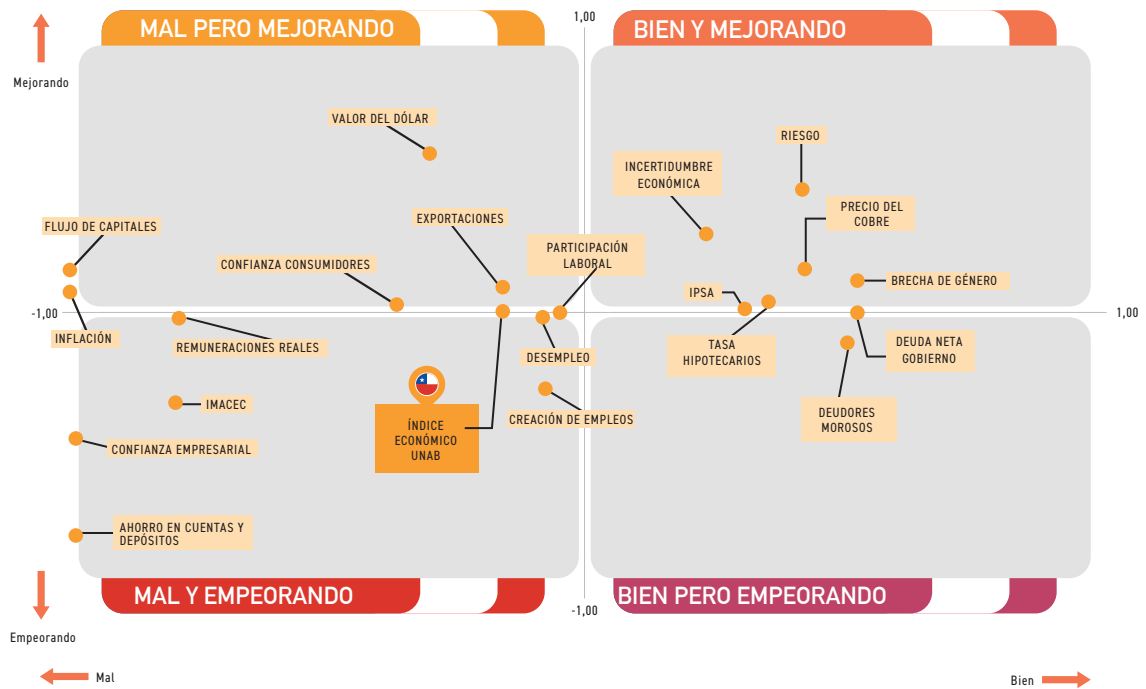 MAL PERO MEJORANDO
1,00
BIEN Y MEJORANDO
Mejorando
VALOR DEL DÓLAR
RIESGO
INCERTIDUMBRE
ECONÓMICA
FLUJO DE CAPITALES
EXPORTACIONES
PRECIO DEL
COBRE
CONFIANZA CONSUMIDORES
PARTICIPACIÓN
LABORAL
IPSA
BRECHA DE GÉNERO
-1,00
1,00
INFLACIÓN
REMUNERACIONES REALES
DESEMPLEO
TASA
HIPOTECARIOS
DEUDA NETA
GOBIERNO
IMACEC
ÍNDICE
ECONÓMICO
UNAB
CREACIÓN DE EMPLEOS
DEUDORES
MOROSOS
CONFIANZA EMPRESARIAL
AHORRO EN CUENTAS Y
DEPÓSITOS
MAL Y EMPEORANDO
-1,00
BIEN PERO EMPEORANDO
Empeorando
Mal
Bien